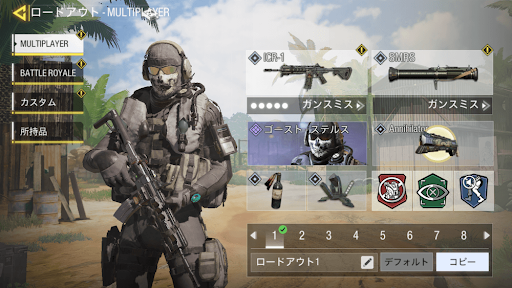 ロードアウト - MULTIPLAYER
MULTIPLAYER
BATTLE ROYALE
カスタム
所持品
ICR-1
SMRS
ガンスミス
ガンスミス
ゴースト - ステルス
Annihilator
1 2 3 4 5 6 7 8
ロードアウト1
デフォルト
コピー